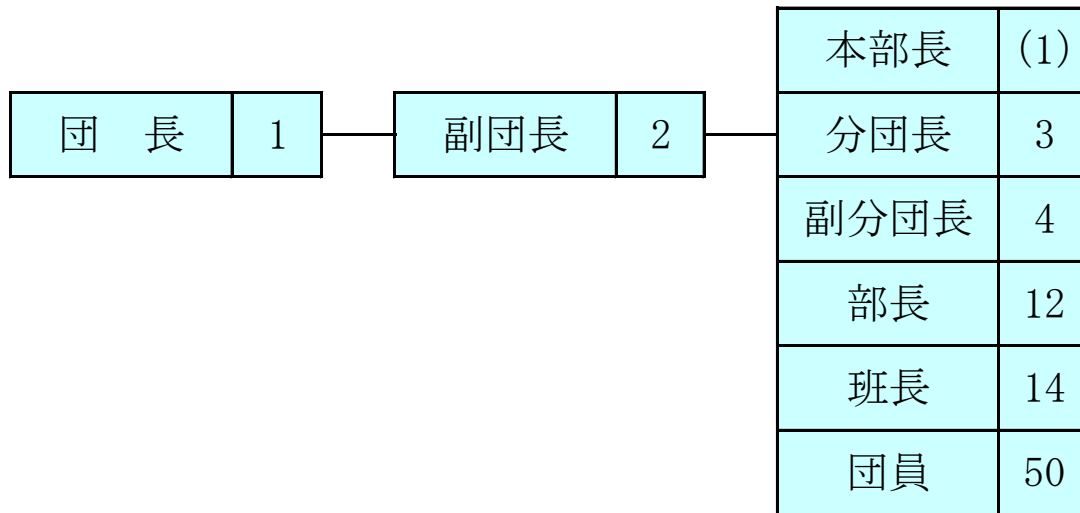 団　長 1
副団長 2
本部長 (1)
分団長 3
副分団長 4
部長 12
班長 14
団員 50